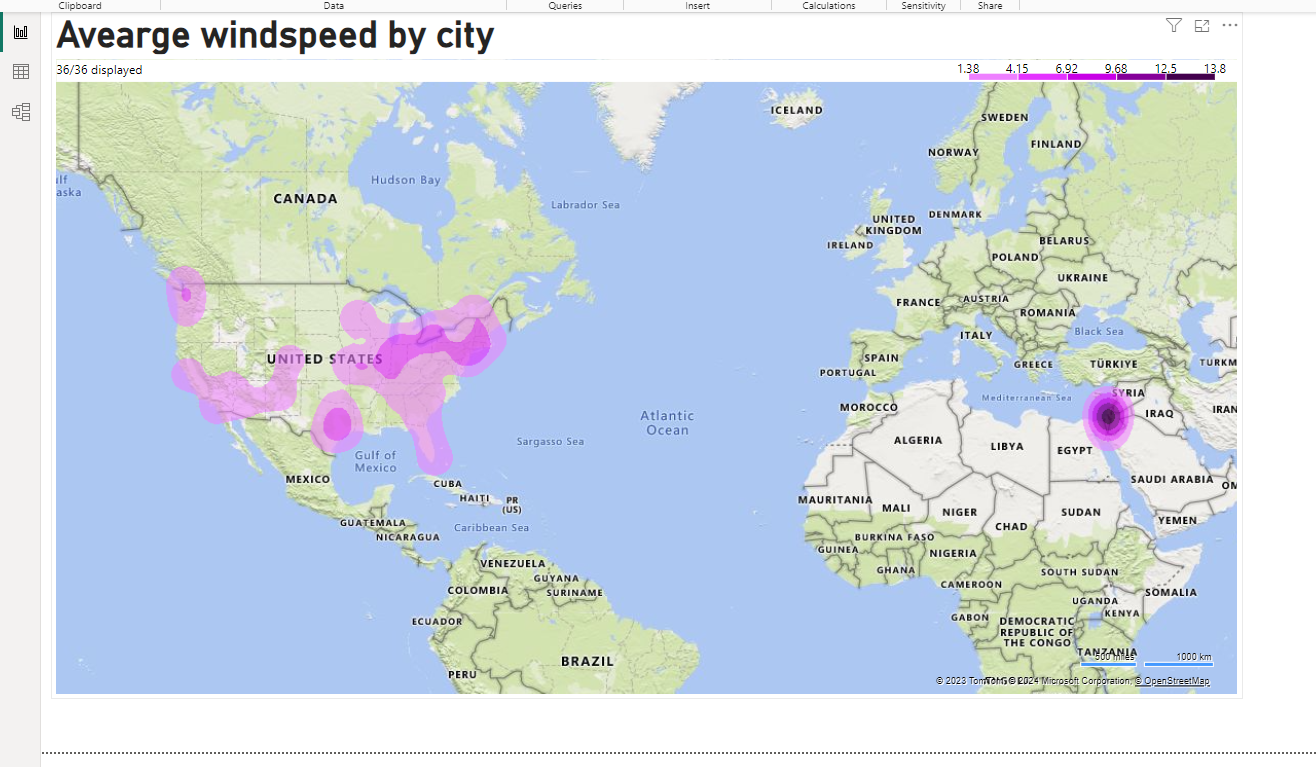 Clipboard Data Queries Insert Calculations Sensitivity Share
Avearge windspeed by city
36/36 displayed
1.38 4.15 6.92 9.68 12.5 13.8
ICELAND
SWEDEN
FINLAND
NORWAY
Hudson Bay
CANADA
Labrador Sea
DENMARK
UNITED
KINGDOM
IRELAND
BELARUS
POLAND
UKRAINE
FRANCE
AUSTRIA
ROMANIA
Black Sea
ITALY
UNITED STATES
SPAIN
GREECE
TÜRKIYE
TURKM
PORTUGAL
Mediterranean Sea
SYRIA
MOROCCO
IRAQ
IRAN
Atlantic
Ocean
Sargasso Sea
ALGERIA
LIBYA
EGYPT
Gulf of
Mexico
MEXICO
CUBA
SAUDI ARABIA
OM
HAITI
PR
(US)
MAURITANIA
MALI
NIGER
SUDAN
GUATEMALA
Caribbean Sea
CHAD
YEMEN
NICARAGUA
BURKINA FASO
GUINEA
NIGERIA
VENEZUELA
GHANA
SOUTH SUDAN
GUYANA
CAMEROON
COLOMBIA
SURINAME
SOMALIA
UGANDA
KENYA
ECUADOR
GABON
DEMOCRATIC
REPUBLIC OF
THE CONGO
TANZANIA
BRAZIL
500 miles 1000 km
PERU
© 2023 TomTom, © 2024 Microsoft Corporation, © OpenStreetMap